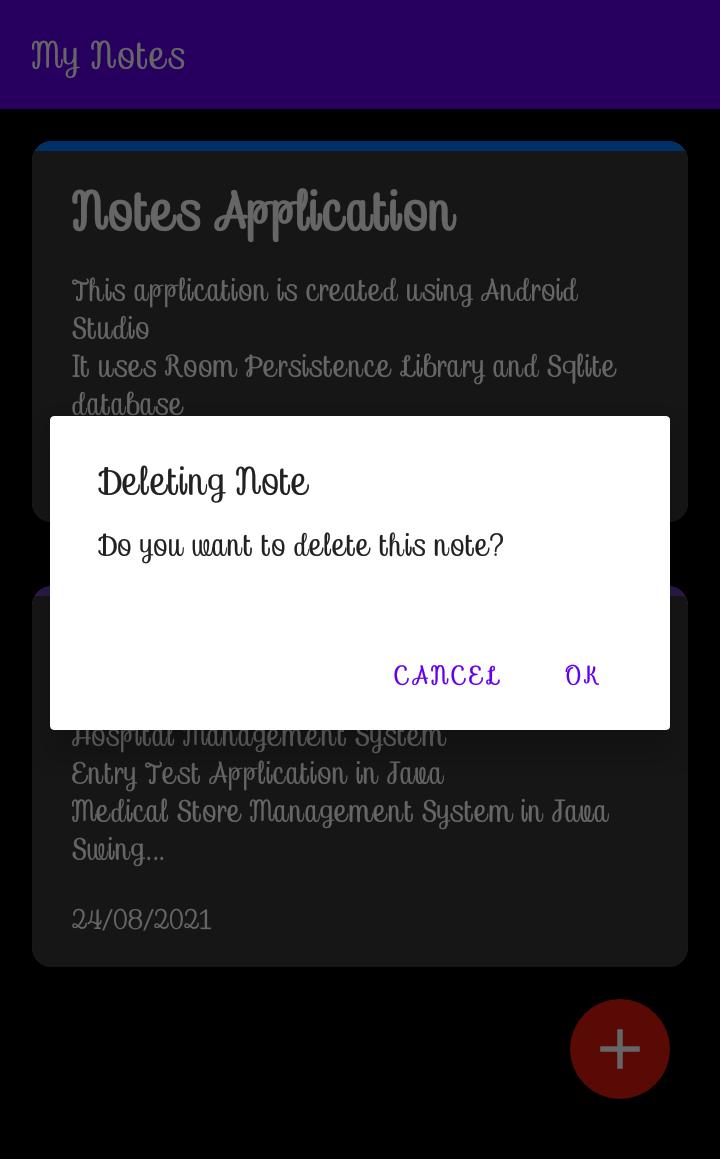 My Notes
Notes Application
This application is created using Android
Studio
It uses Room Persistence Library and Sqlite
database
Deleting Note
Do you want to delete this note?
CANCEL OK
Hospital Management System
Entry Test Application in Java
Medical Store Management System in Java
Swing...
24/08/2021